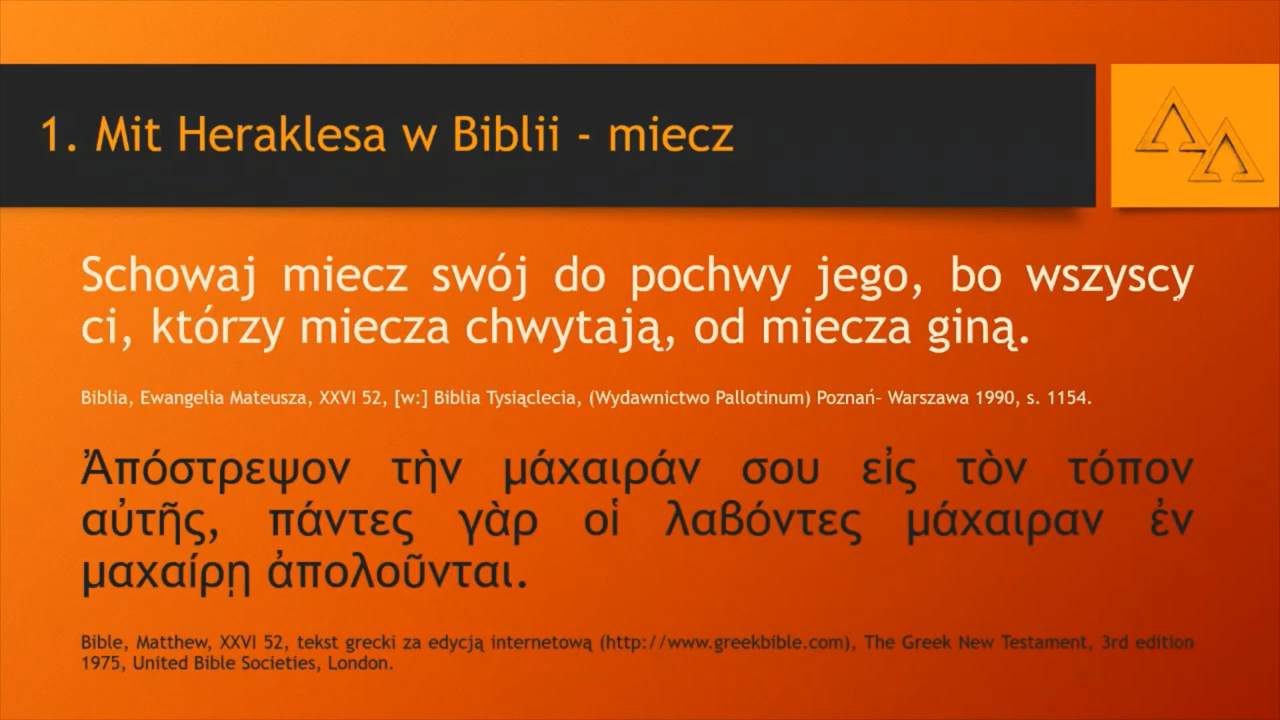 1. Mit Heraklesa w Biblii - miecz
Schowaj miecz swój do pochwy jego, bo wszyscy
ci, którzy miecza chwytają, od miecza giną.
Biblia, Ewangelia Mateusza, XXVI 52, [w:] Biblia Tysiąclecia, (Wydawnictwo Pallotinum) Poznań– Warszawa 1990, s. 1154.
Ἀπόστρεψον τὴν μάχαιράν σου εἰς τὸν τόπον
αὐτῆς, πάντες γὰρ οἱ λαβόντες μάχαιραν ἐν
μαχαίρῃ ἀπολοῦνται.
Bible, Matthew, XXVI 52, tekst grecki za edycją internetową (http://www.greekbible.com), The Greek New Testament, 3rd edition
1975, United Bible Societies, London.